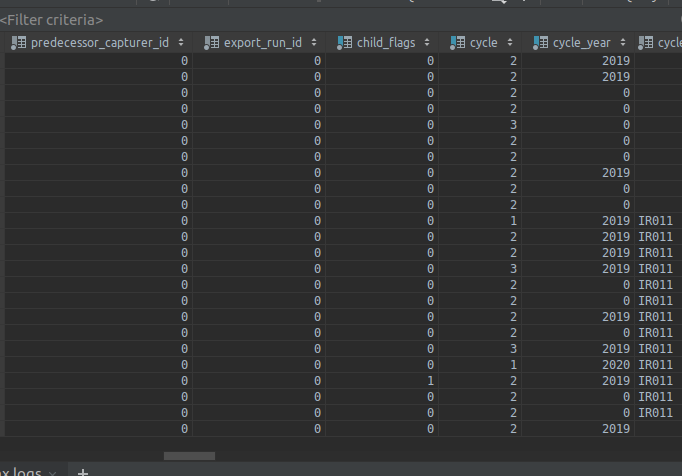 <Filter criteria>
predecessor_capturer_id export_run_id child_flags cycle cycle_year cycle
0 0 0 2 2019
0 0 0 2 2019
0 0 0 2 0
0 0 0 2 0
0 0 0 3 0
0 0 0 2 0
0 0 0 2 0
0 0 0 2 2019
0 0 0 2 0
0 0 0 2 0
0 0 0 1 2019 IR011
0 0 0 2 2019 IR011
0 0 0 2 2019 IR011
0 0 0 3 2019 IR011
0 0 0 2 0 IR011
0 0 0 2 0 IR011
0 0 0 2 2019 IR011
0 0 0 2 0 IR011
0 0 0 3 2019 IR011
0 0 0 1 2020 IR011
0 0 1 2 2019 IR011
0 0 0 2 0 IR011
0 0 0 2 0 IR011
0 0 0 2 2019
x logs × +